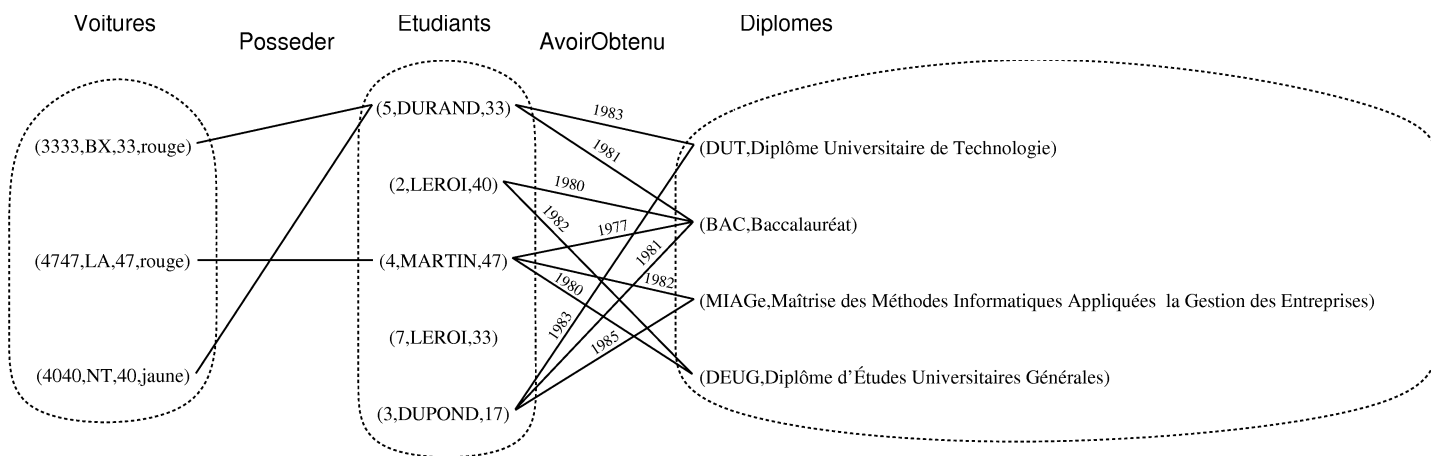 Voitures
Posseder
Etudiants
AvoirObtenu
Diplomes
(3333,BX,33,rouge)
(4747,LA,47,rouge)
(4040,NT,40,jaune)
(5,DURAND,33)
(2,LEROI,40)
(4,MARTIN,47)
(7,LEROI,33)
(3,DUPOND,17)
1983
1981
1980
1982
1977
1981
1982
1980
1983
1985
(DUT,Diplôme Universitaire de Technologie)
(BAC,Baccalauréat)
(MIAGe,Maîtrise des Méthodes Informatiques Appliquées la Gestion des Entreprises)
(DEUG,Diplôme d'Études Universitaires Générales)